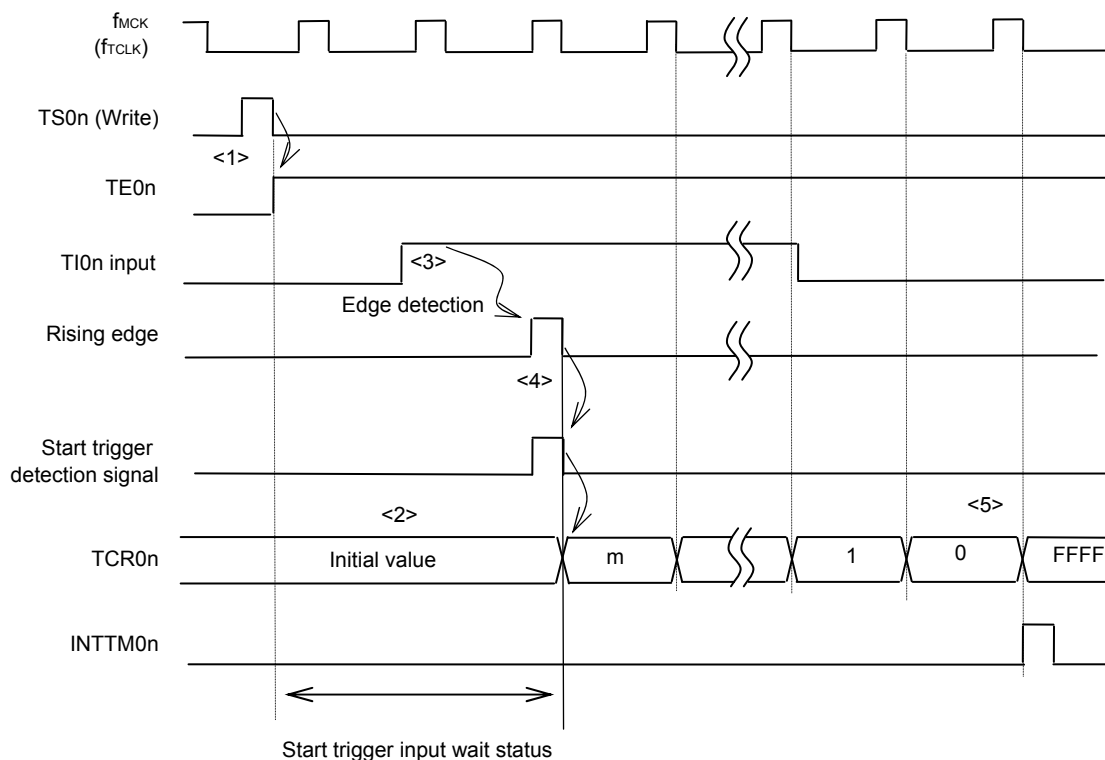 fMCK
(fTCLK)
TS0n (Write)
<1>
TE0n
TI0n input
<3>
Edge detection
Rising edge
<4>
Start trigger
detection signal
<2>
<5>
TCR0n
Initial value
m
1
0
FFFF
INTTM0n
Start trigger input wait status